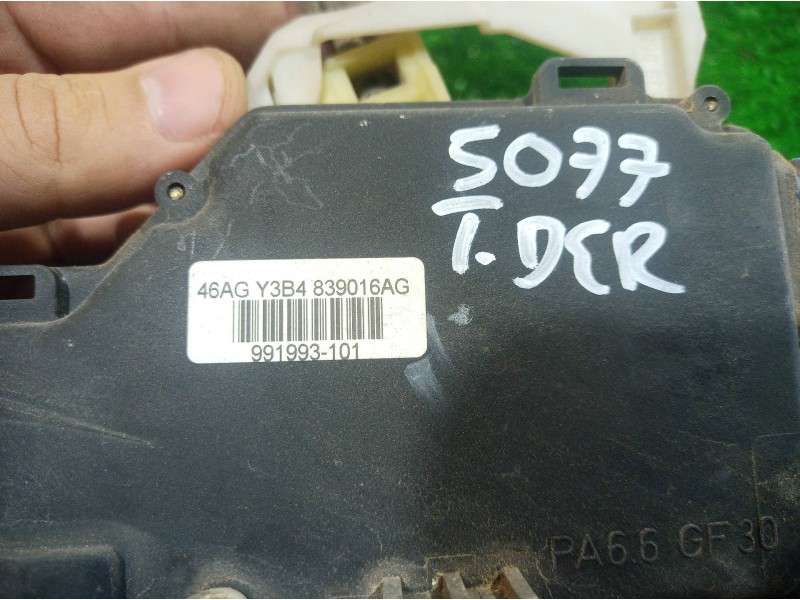 5077
T. DER
46AG Y3B4 839016AG
991993-101
PA6.6 GF30